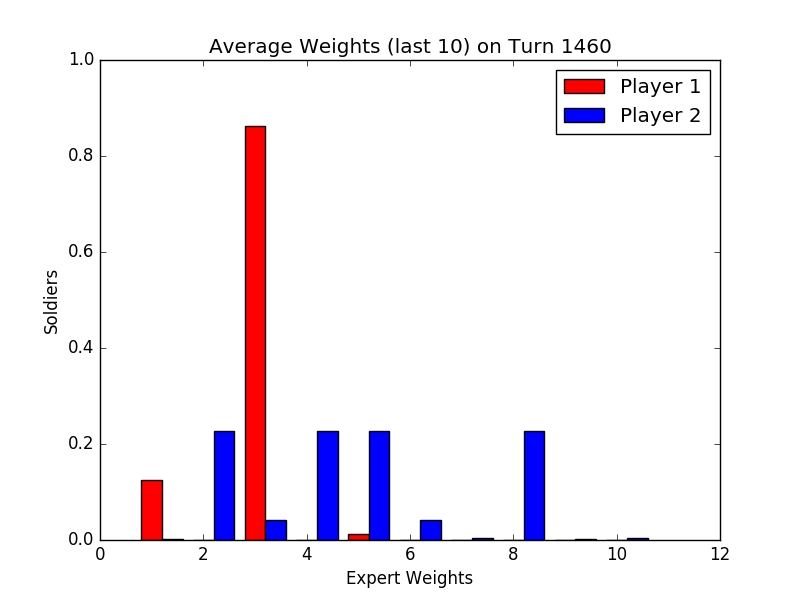 Average Weights (last 10) on Turn 1460
1.0
0.8
0.6
0.4
0.2
0.0
Soldiers
Player 1
Player 2
0 2 4 6 8 10 12
Expert Weights